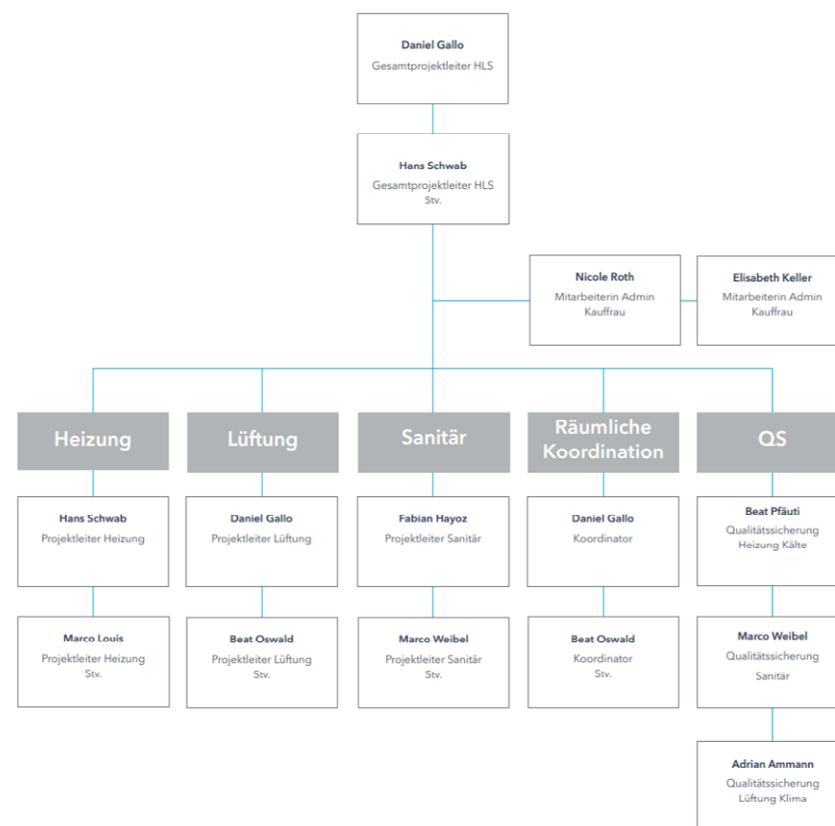 Daniel Gallo
Gesamtprojektleiter HLS
Hans Schwab
Gesamtprojektleiter HLS
Stv.
Nicole Roth
Mitarbeiterin Admin
Kauffrau
Elisabeth Keller
Mitarbeiterin Admin
Kauffrau
Heizung
Lüftung
Sanitär
Räumliche
Koordination
QS
Hans Schwab
Projektleiter Heizung
Daniel Gallo
Projektleiter Lüftung
Fabian Hayoz
Projektleiter Sanitär
Daniel Gallo
Koordinator
Beat Pfäuti
Qualitätssicherung
Heizung Kälte
Marco Louis
Projektleiter Heizung
Stv.
Beat Oswald
Projektleiter Lüftung
Stv.
Marco Weibel
Projektleiter Sanitär
Stv.
Beat Oswald
Koordinator
Stv.
Marco Weibel
Qualitätssicherung
Sanitär
Adrian Ammann
Qualitätssicherung
Lüftung Klima